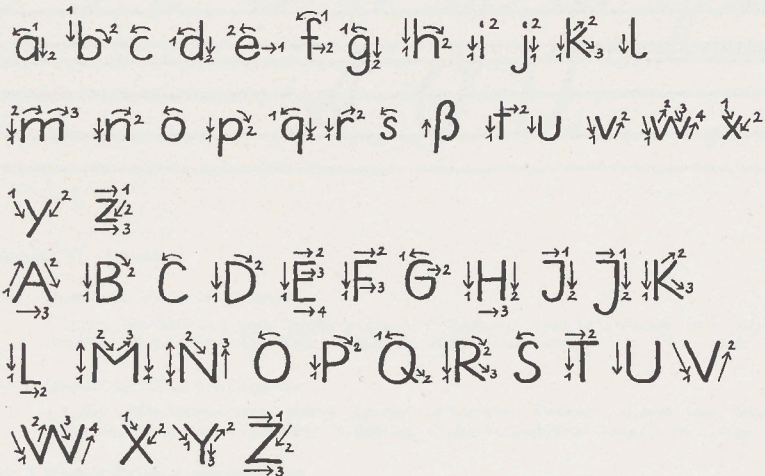 a b c d e f g h i j k l
m n o p q r s ß t u v w x
y z
A B C D E F G H J J K
L M N O P Q R S T U V
W X Y Z